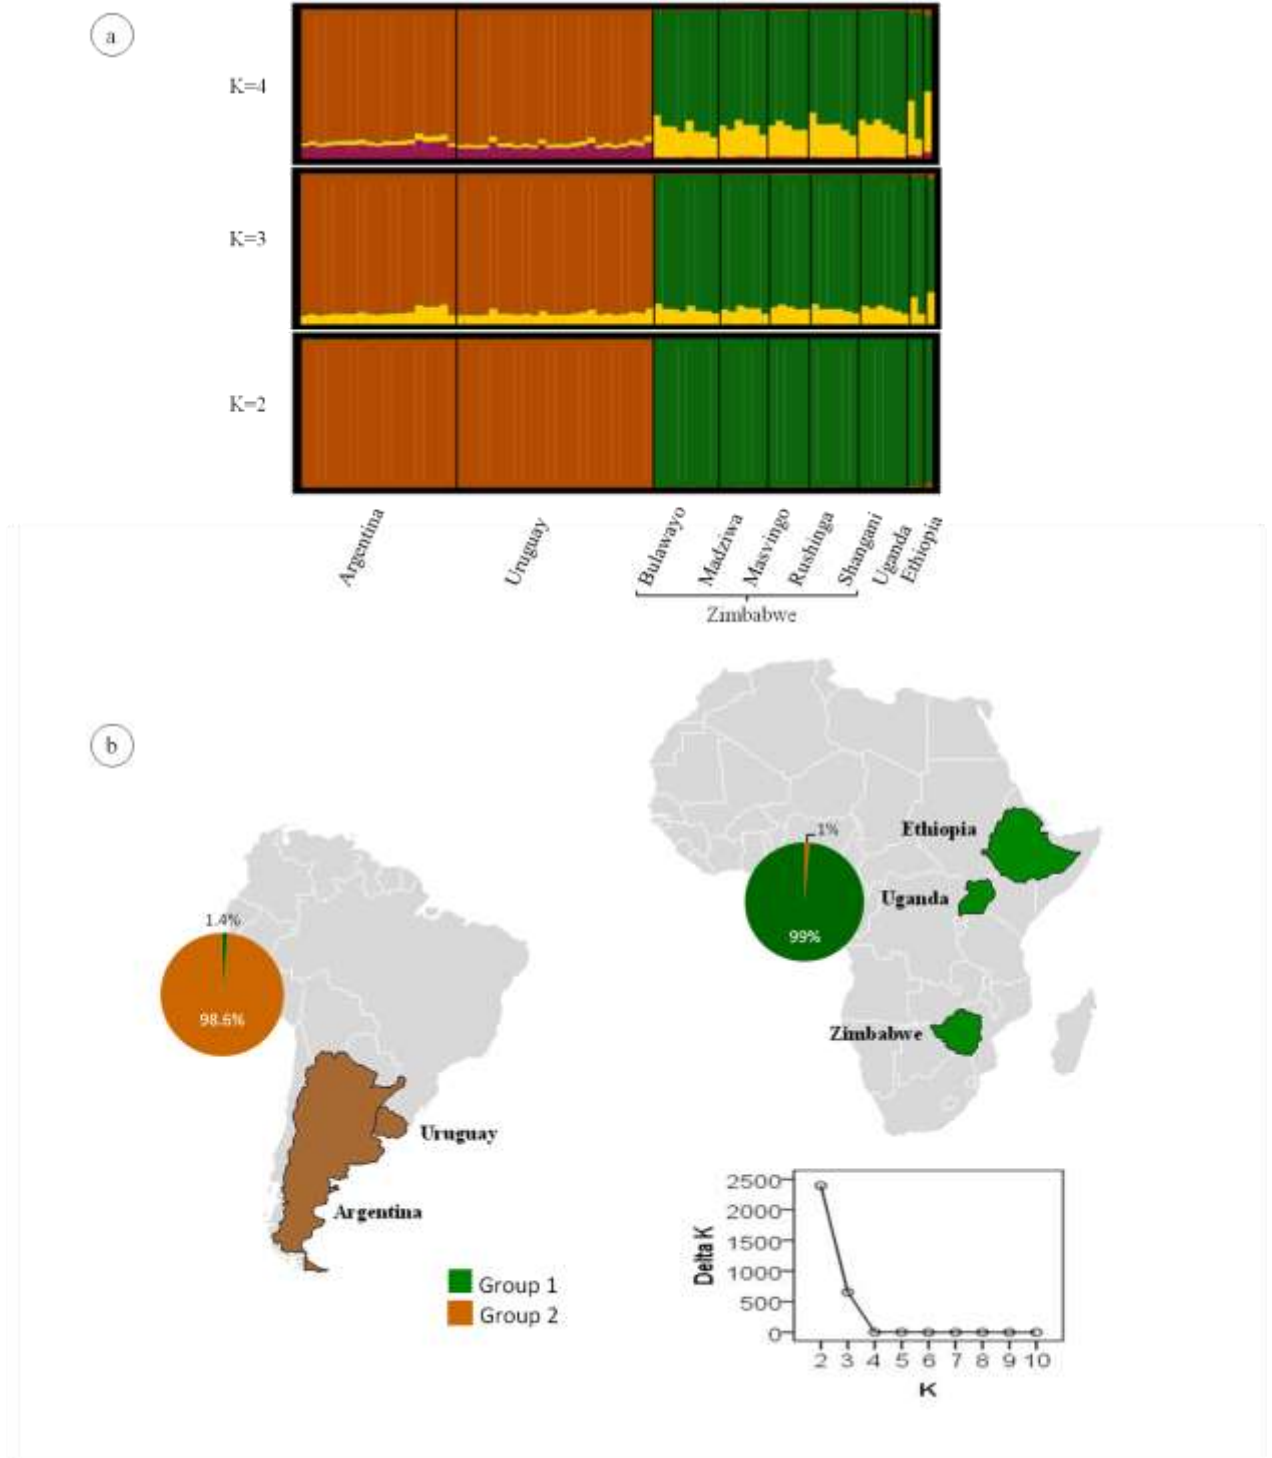 a
K=4
K=3
K=2
Argentina
Uruguay
Bulawayo
Madziwa
Masvingo
Rushinga
Shangani
Uganda
Ethiopia
Zimbabwe
b
1%
Ethiopia
Uganda
99%
1.4%
98.6%
Zimbabwe
Uruguay
Argentina
Group 1
Group 2
2500
2000
1500
1000
500
0
Delta K
2 3 4 5 6 7 8 9 10
K